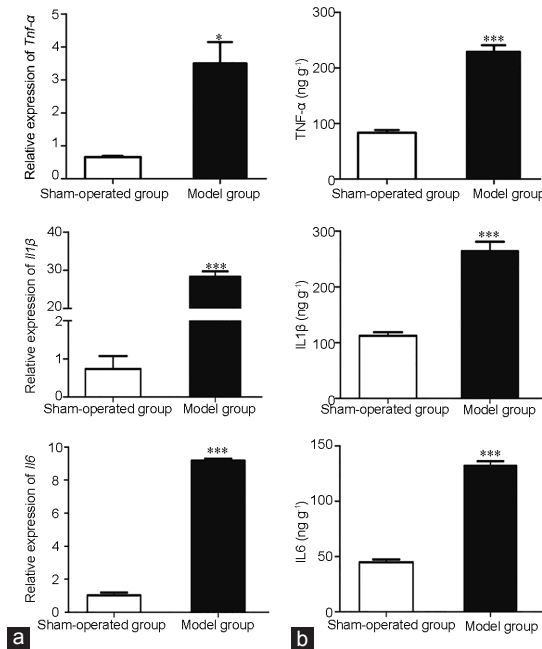 Relative expression of Tnf-α
5
4
3
2
1
0
*
Sham-operated group Model group
TNF-α (ng g-1)
300
200
100
0
***
Sham-operated group Model group
Relative expression of Il1β
40
30
20
2
1
0
***
Sham-operated group Model group
IL1β (ng g-1)
300
200
100
0
***
Sham-operated group Model group
Relative expression of Il6
10
8
6
4
2
0
***
Sham-operated group Model group
IL6 (ng g-1)
150
100
50
0
***
Sham-operated group Model group
a
b